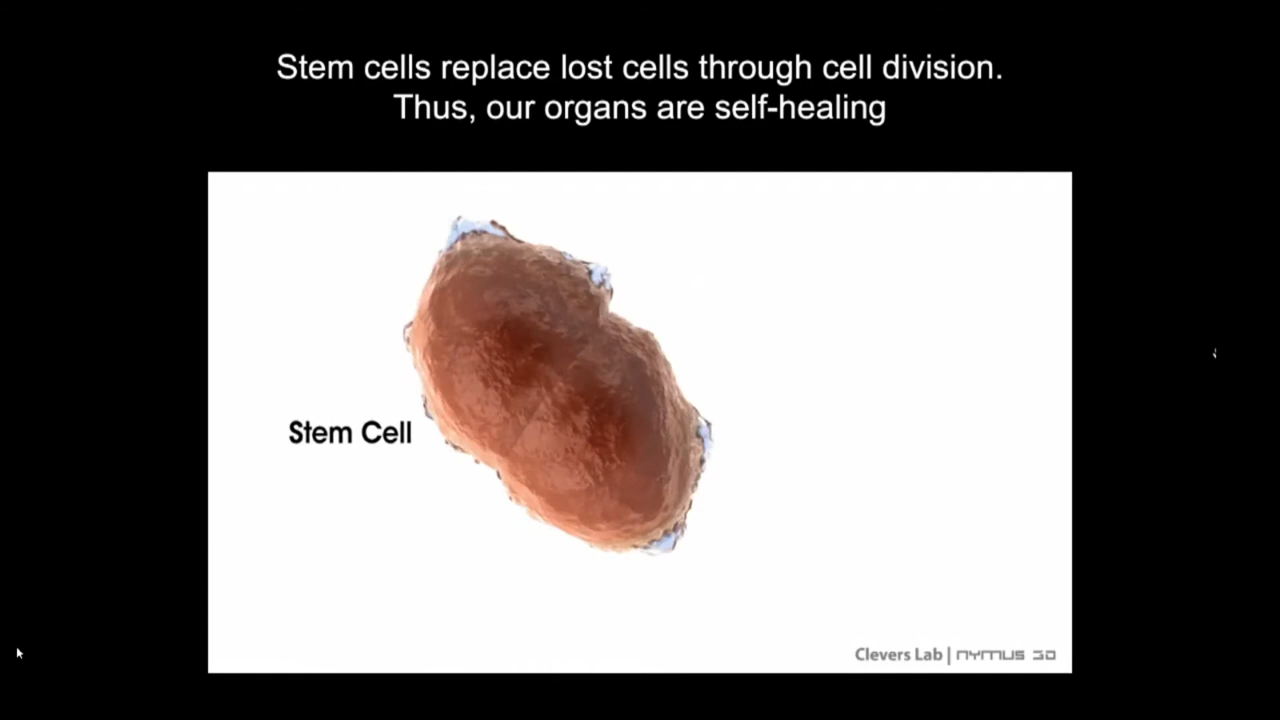 Stem cells replace lost cells through cell division.
Thus, our organs are self-healing
Stem Cell
Clevers Lab | NYMUS 3D